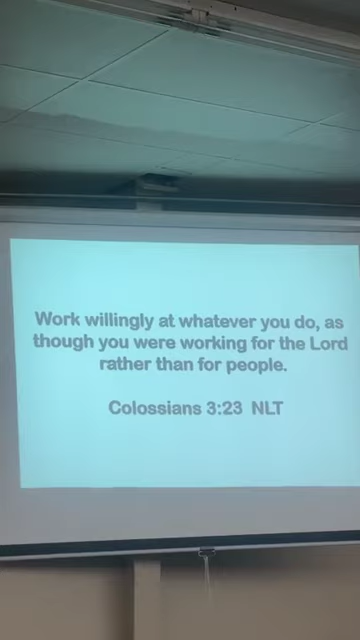 Work willingly at whatever you do, as
though you were working for the Lord
rather than for people.
Colossians 3:23 NLT